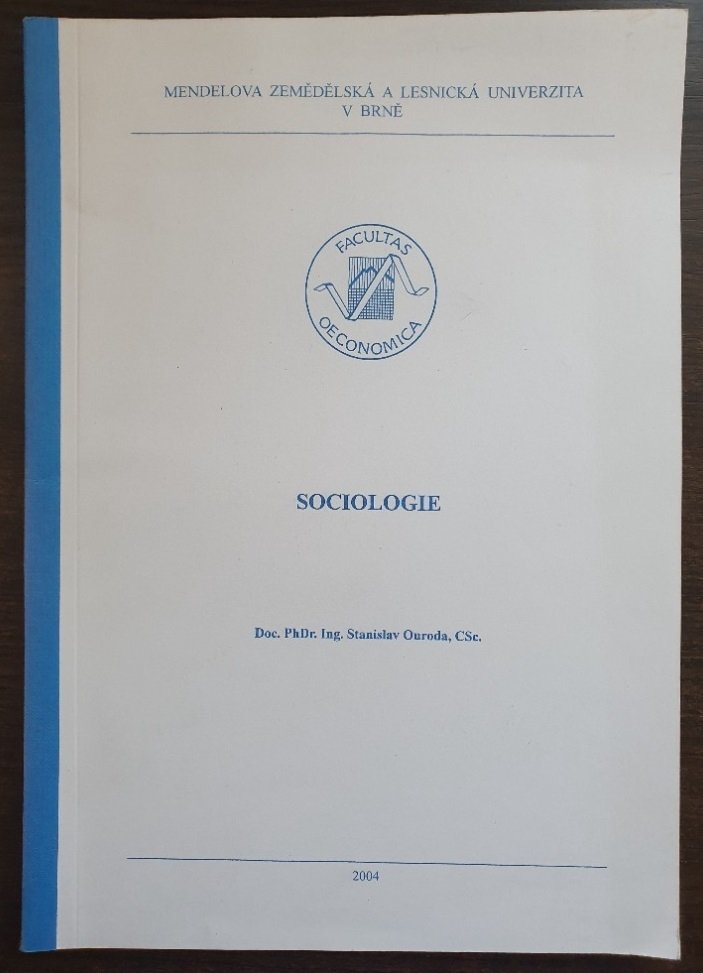 MENDELOVA ZEMĚDĚLSKÁ A LESNICKÁ UNIVERZITA
V BRNĚ
FACULTAS
OECONOMICA
SOCIOLOGIE
Doc. PhDr. Ing. Stanislav Ouroda, CSc.
2004